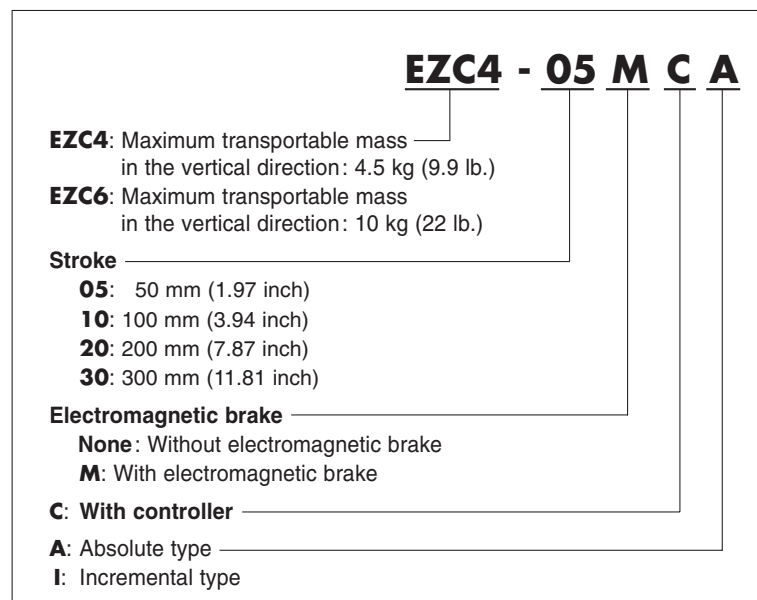 EZC4 - 05 M C A
EZC4: Maximum transportable mass
in the vertical direction: 4.5 kg (9.9 lb.)
EZC6: Maximum transportable mass
in the vertical direction: 10 kg (22 lb.)
Stroke
05: 50 mm (1.97 inch)
10: 100 mm (3.94 inch)
20: 200 mm (7.87 inch)
30: 300 mm (11.81 inch)
Electromagnetic brake
None: Without electromagnetic brake
M: With electromagnetic brake
C: With controller
A: Absolute type
I: Incremental type